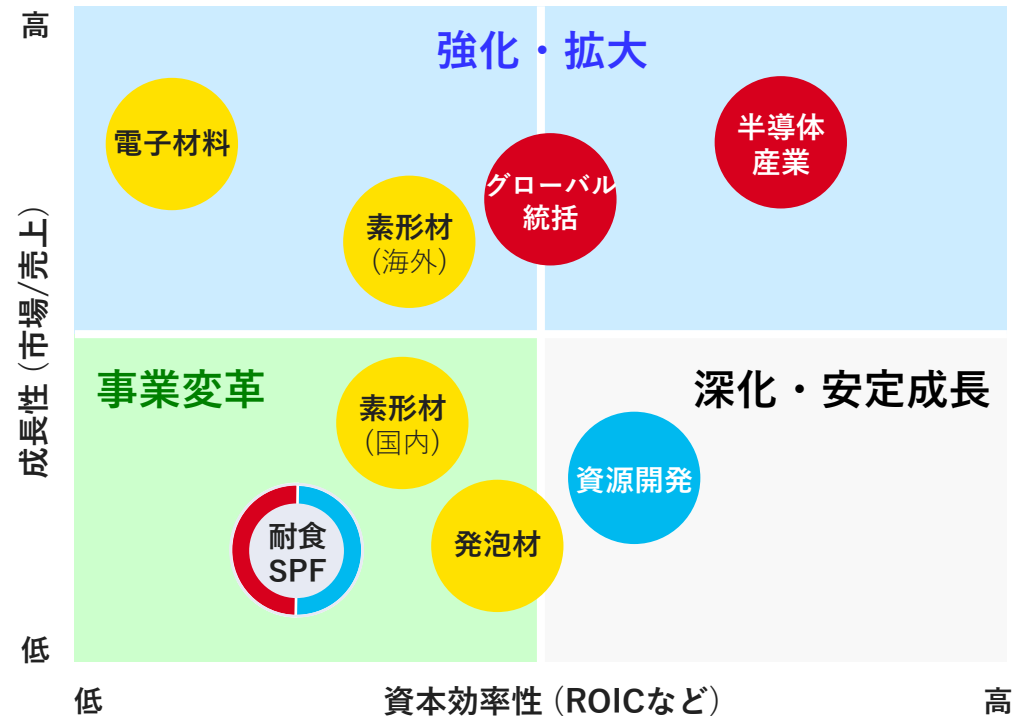 高
強化・拡大
電子材料
半導体
産業
グローバル
統括
素形材
（海外）
成長性（市場/売上）
事業変革
深化・安定成長
素形材
（国内）
資源開発
耐食
SPF
発泡材
低
低
資本効率性（ROICなど）
高